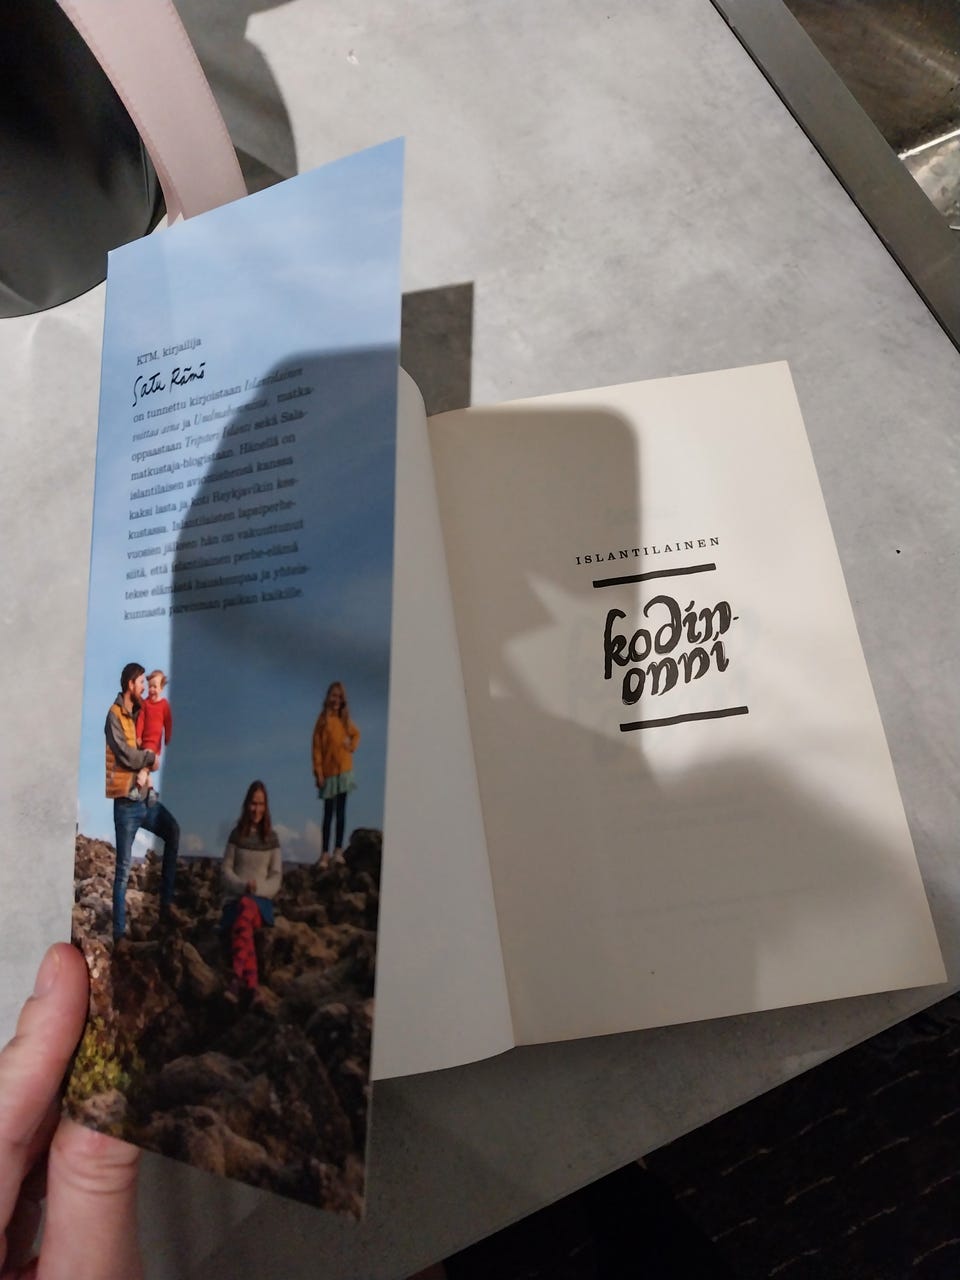 KTM, kirjailija
Satu Rämö
on tunnettu kirjoistaan Islantilainen
voittaa aina ja Unelmahommissa, matka-
oppaastaan Tripsteri Islanti sekä Sala-
matkustaja-blogistaan. Hänellä on
islantilaisen aviomiehensä kanssa
kaksi lasta ja koti Reykjavikin kes-
kustassa. Islantilaisten lapsiperhe-
vuosien jälkeen hän on vakuuttunut
siitä, että islantilainen perhe-elämä
tekee elämästä hauskempaa ja yhteis-
kunnasta paremman paikan kaikille.
ISLANTILAINEN
kodin-
onni